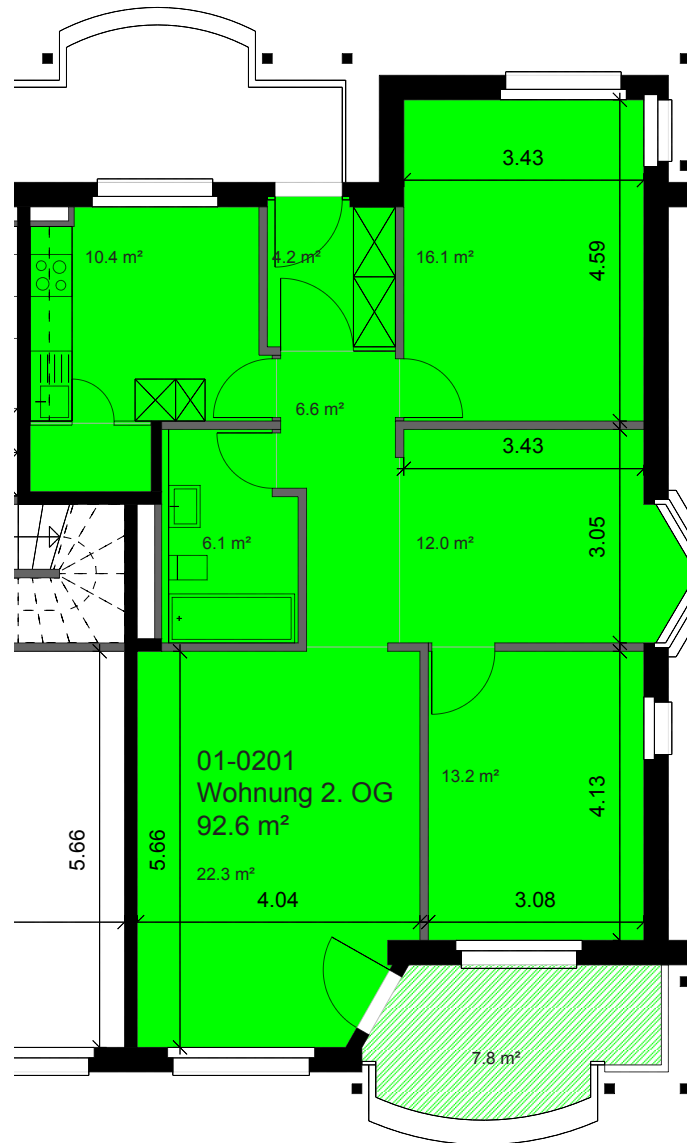 3.43
10.4 m²
4.2 m²
16.1 m²
4.59
6.6 m²
3.43
6.1 m²
12.0 m²
3.05
01-0201
Wohnung 2. OG
92.6 m²
13.2 m²
4.13
5.66
5.66
22.3 m²
4.04
3.08
7.8 m²